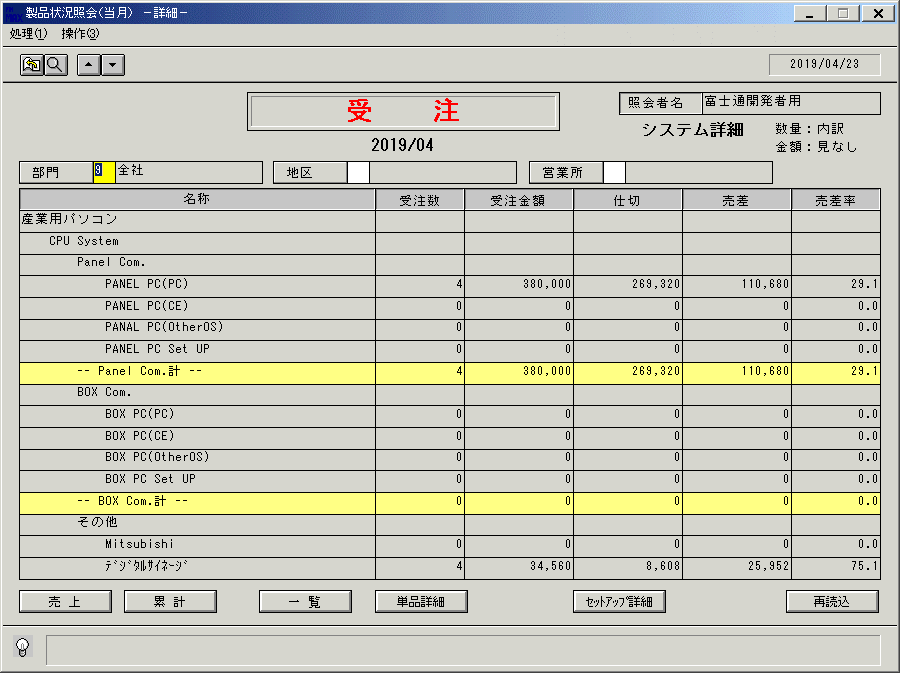 製品状況照会(当月) －詳細－
処理(1) 操作(3)
2019/04/23
受 注
照会者名 富士通開発者用
2019/04
システム詳細
数量：内訳
金額：見なし
部門 9 全社 地区 営業所
名称 受注数 受注金額 仕切 売差 売差率
産業用パソコン
CPU System
Panel Com.
PANEL PC(PC) 4 380,000 269,320 110,680 29.1
PANEL PC(CE) 0 0 0 0 0.0
PANAL PC(OtherOS) 0 0 0 0 0.0
PANEL PC Set UP 0 0 0 0 0.0
-- Panel Com.計 -- 4 380,000 269,320 110,680 29.1
BOX Com.
BOX PC(PC) 0 0 0 0 0.0
BOX PC(CE) 0 0 0 0 0.0
BOX PC(OtherOS) 0 0 0 0 0.0
BOX PC Set UP 0 0 0 0 0.0
-- BOX Com.計 -- 0 0 0 0 0.0
その他
Mitsubishi 0 0 0 0 0.0
ﾃﾞｼﾞﾀﾙｻｲﾈｰｼﾞ 4 34,560 8,608 25,952 75.1
売 上 累 計 一 覧 単品詳細 ｾｯﾄｱｯﾌﾟ詳細 再読込